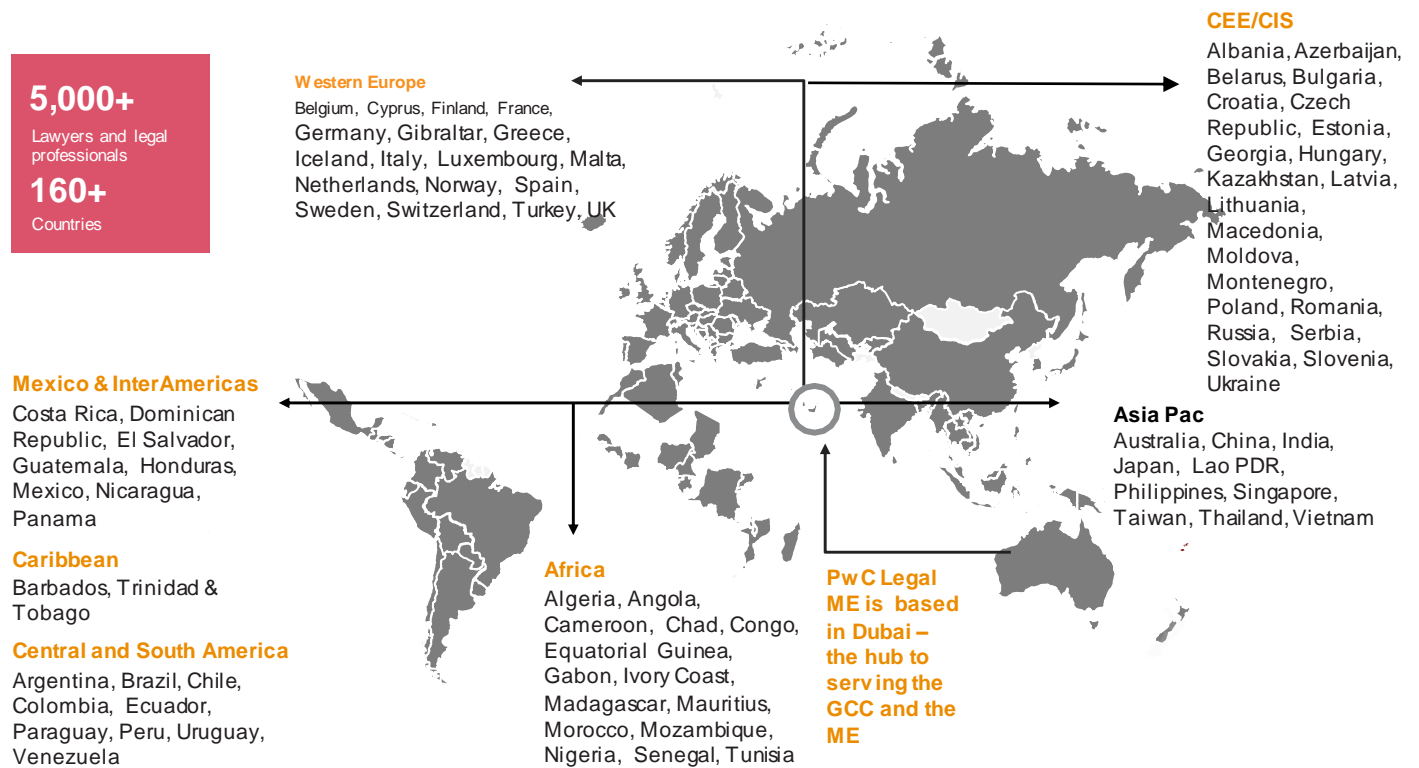 5,000+
Lawyers and legal
professionals
160+
Countries
Western Europe
Belgium, Cyprus, Finland, France,
Germany, Gibraltar, Greece,
Iceland, Italy, Luxembourg, Malta,
Netherlands, Norway, Spain,
Sweden, Switzerland, Turkey, UK
CEE/CIS
Albania, Azerbaijan,
Belarus, Bulgaria,
Croatia, Czech
Republic, Estonia,
Georgia, Hungary,
Kazakhstan, Latvia,
Lithuania,
Macedonia,
Moldova,
Montenegro,
Poland, Romania,
Russia, Serbia,
Slovakia, Slovenia,
Ukraine
Mexico & InterAmericas
Costa Rica, Dominican
Republic, El Salvador,
Guatemala, Honduras,
Mexico, Nicaragua,
Panama
Caribbean
Barbados, Trinidad &
Tobago
Central and South America
Argentina, Brazil, Chile,
Colombia, Ecuador,
Paraguay, Peru, Uruguay,
Venezuela
Africa
Algeria, Angola,
Cameroon, Chad, Congo,
Equatorial Guinea,
Gabon, Ivory Coast,
Madagascar, Mauritius,
Morocco, Mozambique,
Nigeria, Senegal, Tunisia
PwC Legal
ME is based
in Dubai –
the hub to
serving the
GCC and the
ME
Asia Pac
Australia, China, India,
Japan, Lao PDR,
Philippines, Singapore,
Taiwan, Thailand, Vietnam